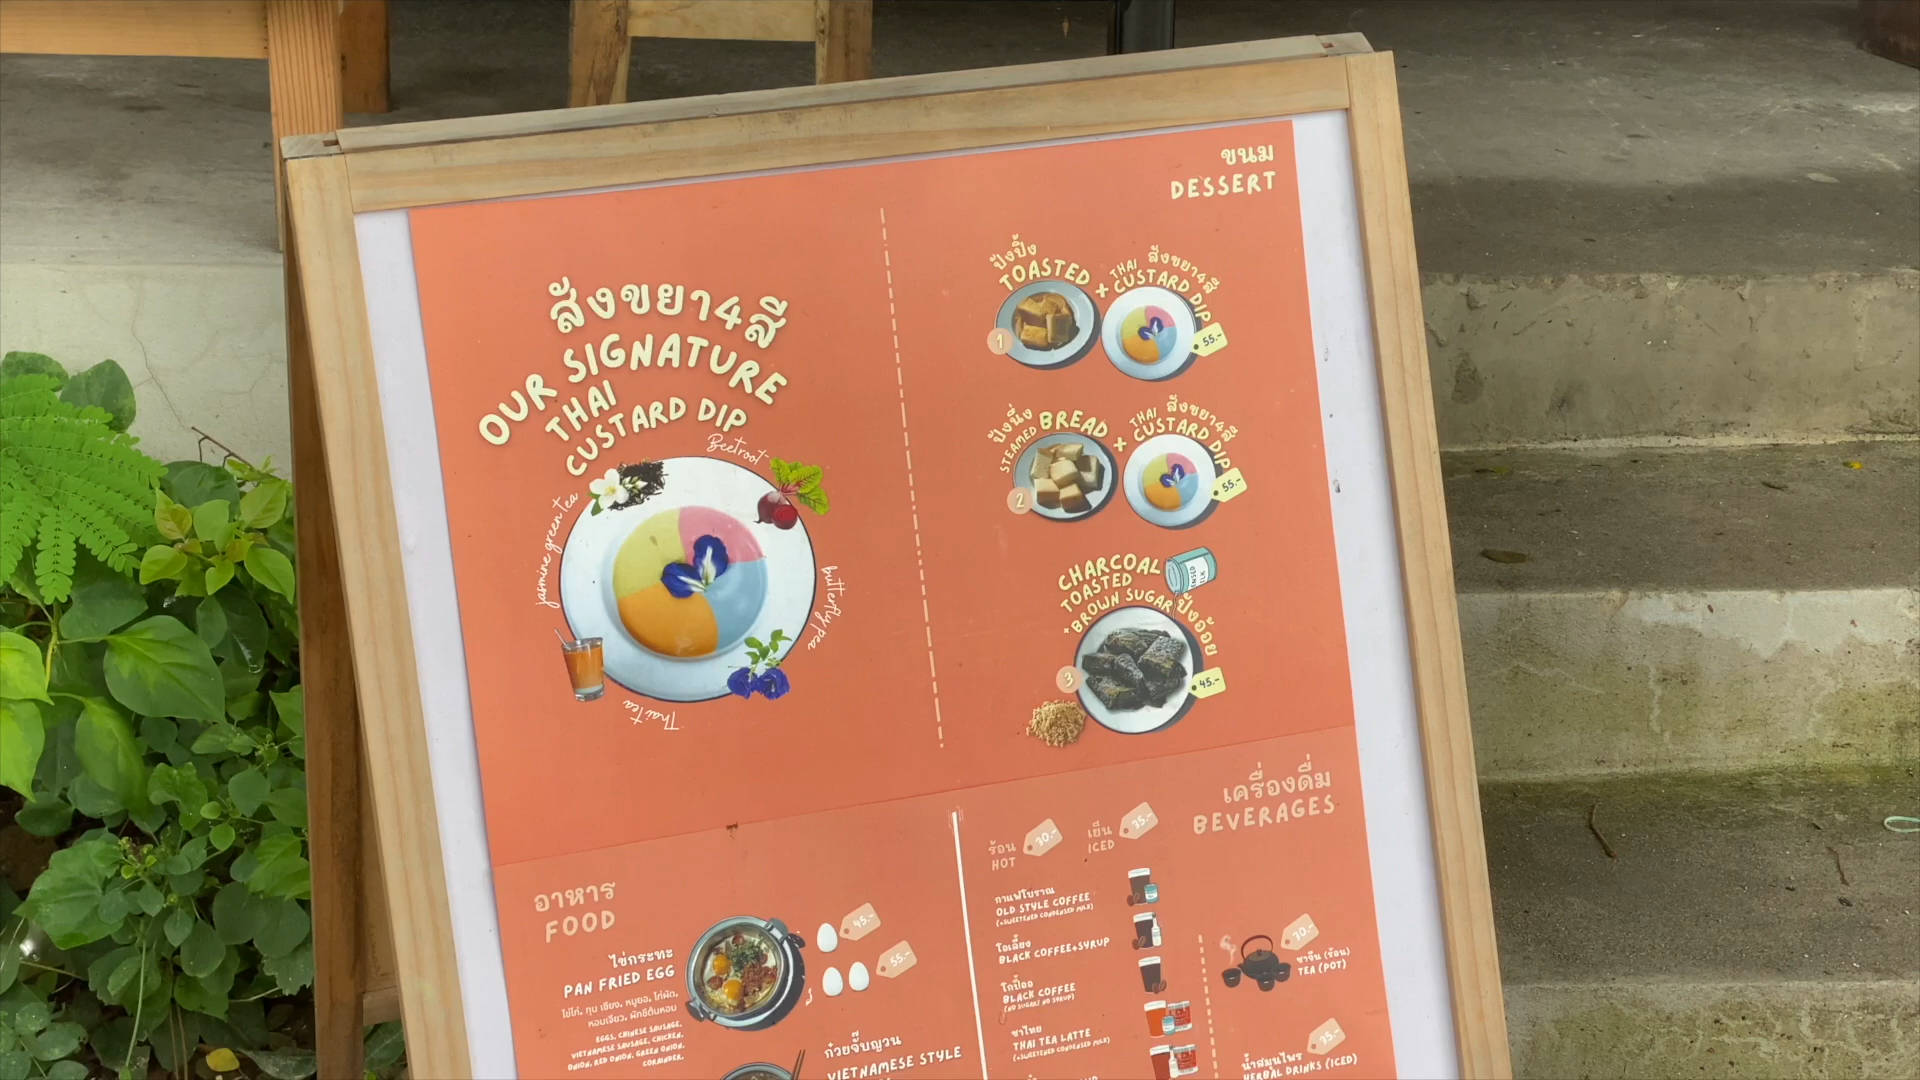 สังขยา4สี
OUR SIGNATURE
THAI
CUSTARD DIP
Beetroot
jasmine green tea
butterfly pea
Thai Tea
ขนม
DESSERT
ปังปิ้ง
TOASTED
+
THAI สังขยา4สี
CUSTARD DIP
1
55.-
ปังนึ่ง
STEAMED BREAD
+
THAI สังขยา4สี
CUSTARD DIP
2
55.-
CHARCOAL
TOASTED
+BROWN SUGAR ปังอ้อย
3
45.-
อาหาร
FOOD
ไข่กระทะ
PAN FRIED EGG
ไข่ไก่, กุน เชียง, หมูยอ, ไก่ผัด,
หอมเจียว, ผักชีต้นหอม
EGGS, CHINESE SAUSAGE,
VIETNAMESE SAUSAGE, CHICKEN,
ONION, RED ONION, GREEN ONION,
CORIANDER.
45.-
55.-
ก๋วยจั๊บญวน
VIETNAMESE STYLE
เครื่องดื่ม
BEVERAGES
ร้อน
HOT
30.-
เย็น
ICED
35.-
กาแฟโบราณ
OLD STYLE COFFEE
(+SWEETENED CONDENSED MILK)
โอเลี้ยง
BLACK COFFEE+SYRUP
โกปี๊ออ
BLACK COFFEE
(NO SUGAR/ NO SYRUP)
ชาไทย
THAI TEA LATTE
(+SWEETENED CONDENSED MILK)
30.-
ชาจีน (ร้อน)
TEA (POT)
35.-
น้ำสมุนไพร
HERBAL DRINKS (ICED)